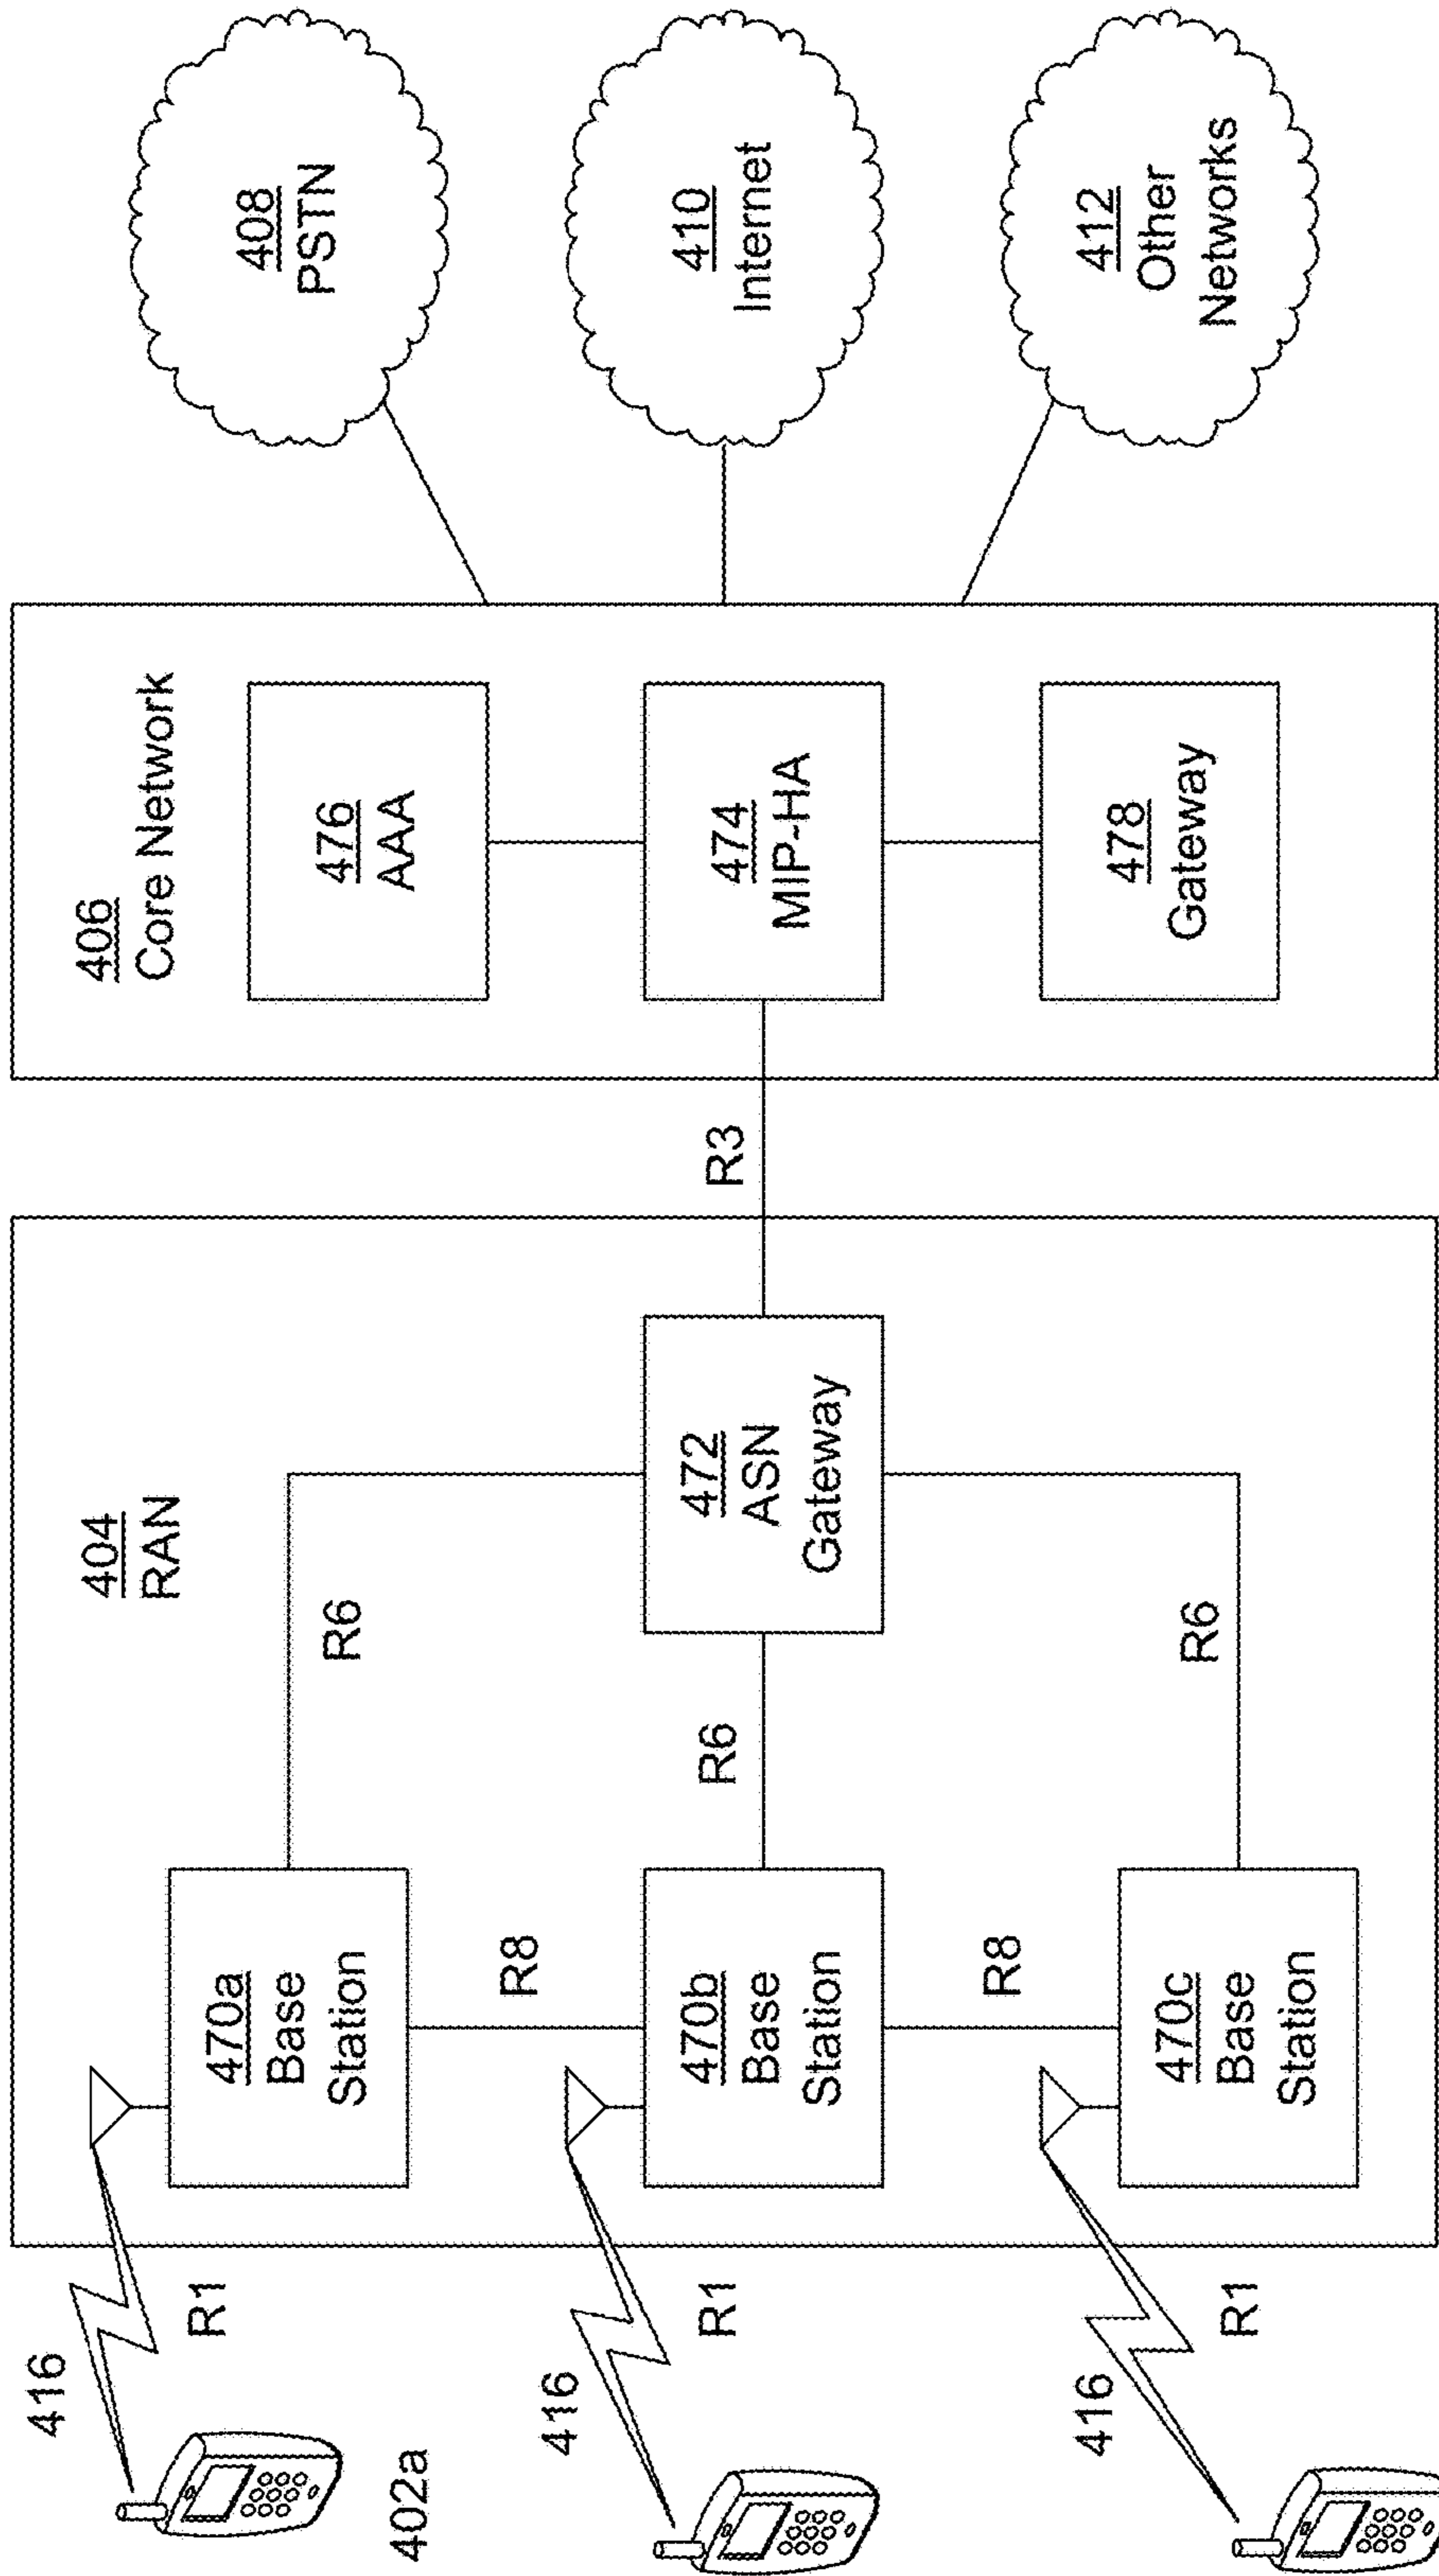 416
R1
402a
416
R1
416
R1
404
RAN
470a
Base
Station
R8
470b
Base
Station
R8
470c
Base
Station
R6
R6
R6
472
ASN
Gateway
R3
406
Core Network
476
AAA
474
MIP-HA
478
Gateway
408
PSTN
410
Internet
412
Other
Networks